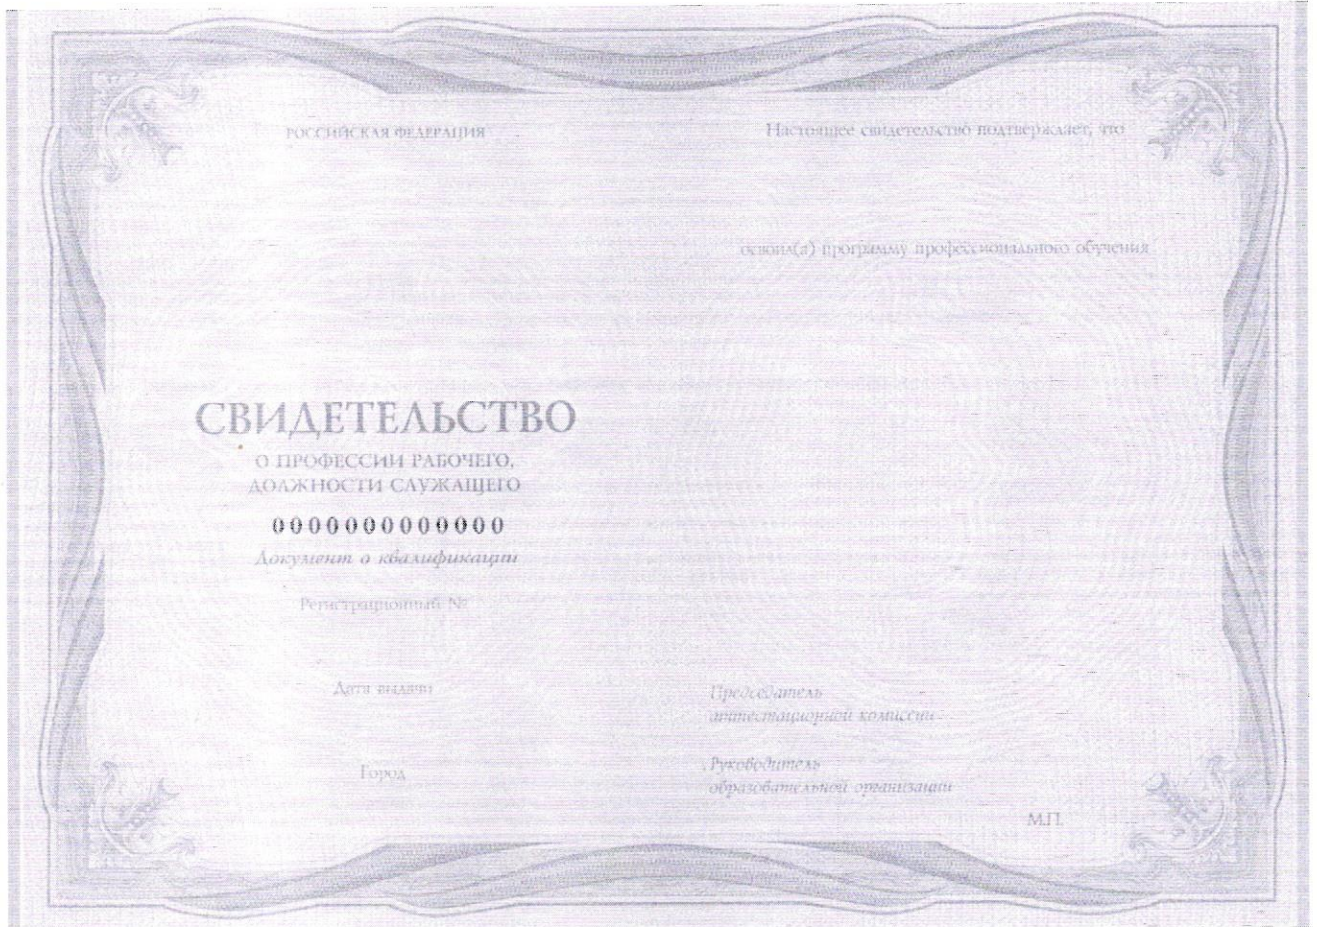 РОССИЙСКАЯ ФЕДЕРАЦИЯ
СВИДЕТЕЛЬСТВО
О ПРОФЕССИИ РАБОЧЕГО,
ДОЛЖНОСТИ СЛУЖАЩЕГО
0000000000000
Документ о квалификации
Регистрационный №
Дата выдачи
Город
Настоящее свидетельство подтверждает, что
освоил(а) программу профессионального обучения
Председатель
аттестационной комиссии
Руководитель
образовательной организации
М.П.